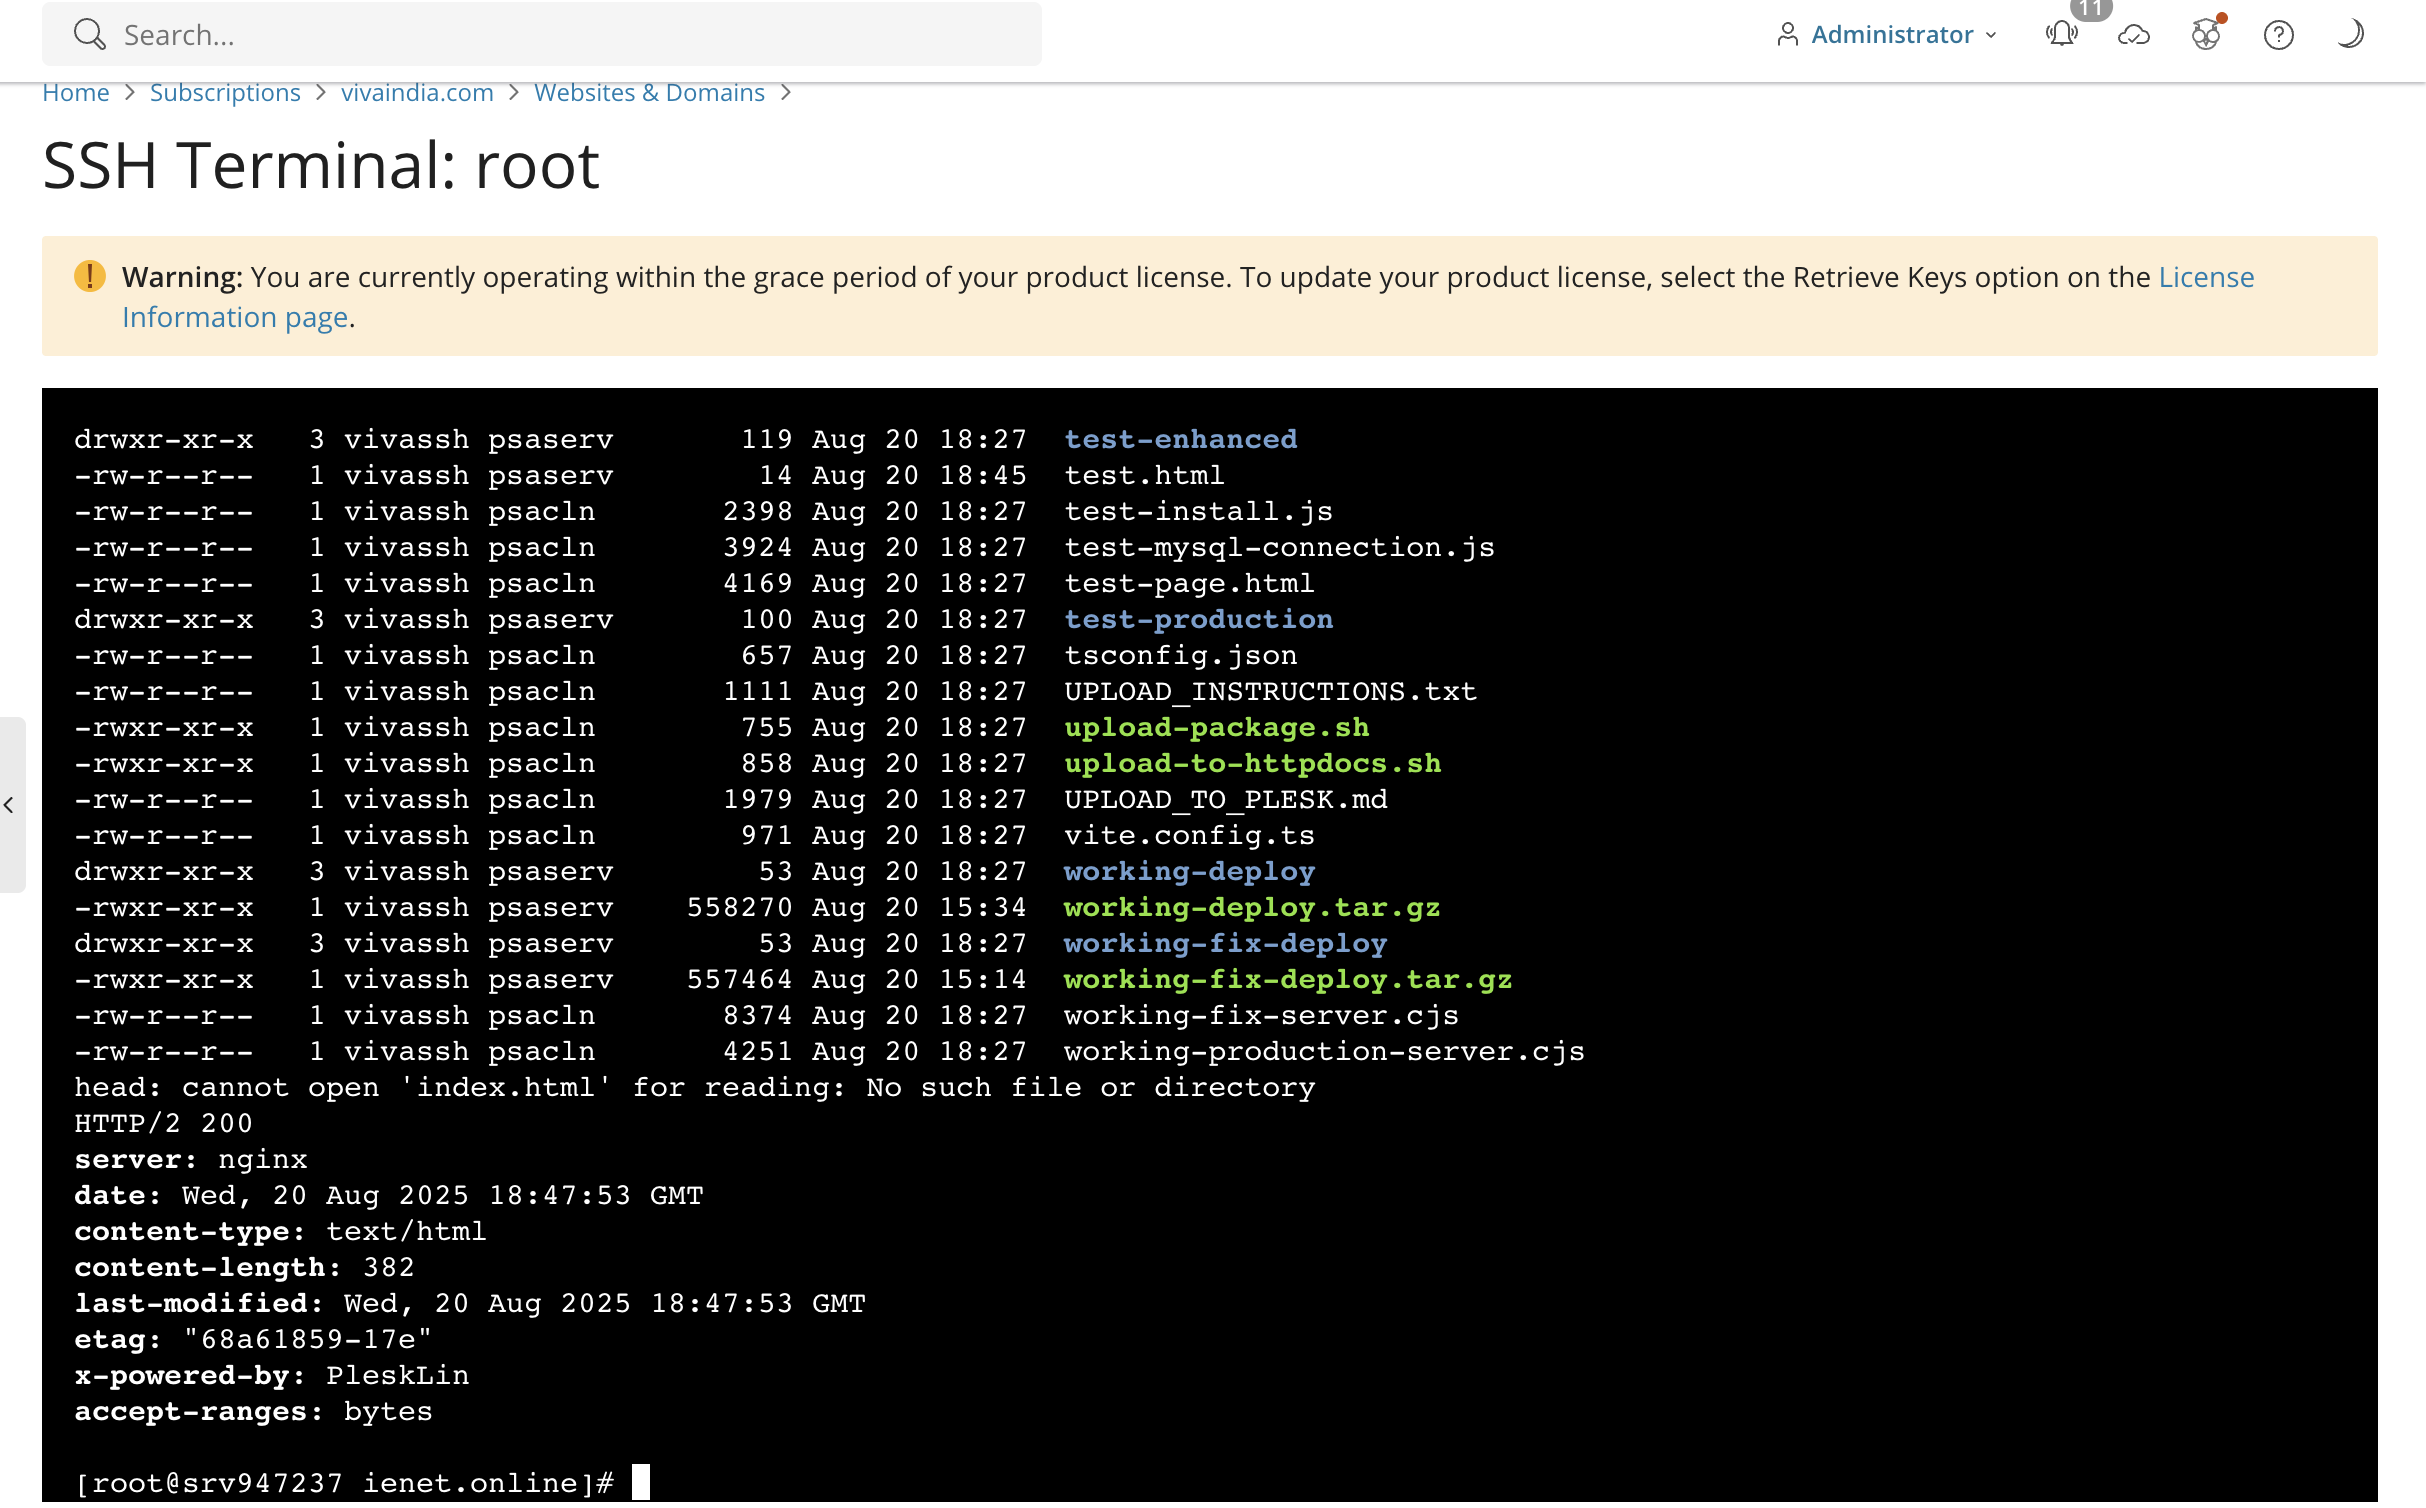 Search...
Administrator
11
Home > Subscriptions > vivaindia.com > Websites & Domains >
SSH Terminal: root
Warning: You are currently operating within the grace period of your product license. To update your product license, select the Retrieve Keys option on the License
Information page.
drwxr-xr-x   3 vivassh psaserv       119 Aug 20 18:27  test-enhanced
-rw-r--r--   1 vivassh psaserv        14 Aug 20 18:45  test.html
-rw-r--r--   1 vivassh psacln       2398 Aug 20 18:27  test-install.js
-rw-r--r--   1 vivassh psacln       3924 Aug 20 18:27  test-mysql-connection.js
-rw-r--r--   1 vivassh psacln       4169 Aug 20 18:27  test-page.html
drwxr-xr-x   3 vivassh psaserv       100 Aug 20 18:27  test-production
-rw-r--r--   1 vivassh psacln        657 Aug 20 18:27  tsconfig.json
-rw-r--r--   1 vivassh psacln       1111 Aug 20 18:27  UPLOAD_INSTRUCTIONS.txt
-rwxr-xr-x   1 vivassh psacln        755 Aug 20 18:27  upload-package.sh
-rwxr-xr-x   1 vivassh psacln        858 Aug 20 18:27  upload-to-httpdocs.sh
-rw-r--r--   1 vivassh psacln       1979 Aug 20 18:27  UPLOAD_TO_PLESK.md
-rw-r--r--   1 vivassh psacln        971 Aug 20 18:27  vite.config.ts
drwxr-xr-x   3 vivassh psaserv        53 Aug 20 18:27  working-deploy
-rwxr-xr-x   1 vivassh psaserv    558270 Aug 20 15:34  working-deploy.tar.gz
drwxr-xr-x   3 vivassh psaserv        53 Aug 20 18:27  working-fix-deploy
-rwxr-xr-x   1 vivassh psaserv    557464 Aug 20 15:14  working-fix-deploy.tar.gz
-rw-r--r--   1 vivassh psacln       8374 Aug 20 18:27  working-fix-server.cjs
-rw-r--r--   1 vivassh psacln       4251 Aug 20 18:27  working-production-server.cjs
head: cannot open 'index.html' for reading: No such file or directory
HTTP/2 200
server: nginx
date: Wed, 20 Aug 2025 18:47:53 GMT
content-type: text/html
content-length: 382
last-modified: Wed, 20 Aug 2025 18:47:53 GMT
etag: "68a61859-17e"
x-powered-by: PleskLin
accept-ranges: bytes
[root@srv947237 ienet.online]#